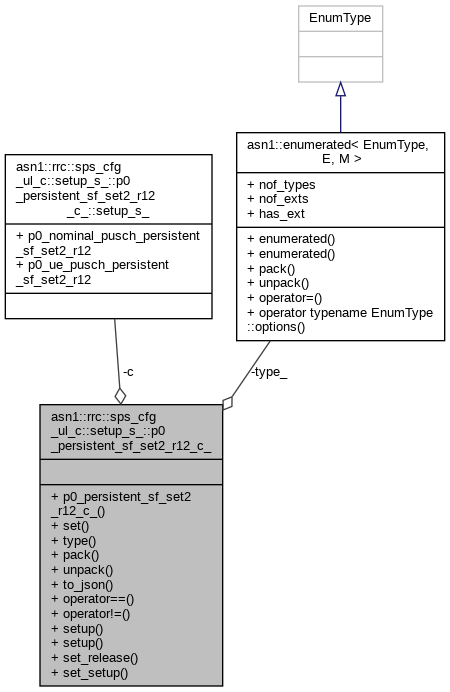 EnumType
asn1::enumerated< EnumType,
E, M >
+ nof_types
+ nof_exts
+ has_ext
+ enumerated()
+ enumerated()
+ pack()
+ unpack()
+ operator=()
+ operator typename EnumType
::options()
asn1::rrc::sps_cfg
_ul_c::setup_s_::p0
_persistent_sf_set2_r12
_c_::setup_s_
+ p0_nominal_pusch_persistent
_sf_set2_r12
+ p0_ue_pusch_persistent
_sf_set2_r12
-c
-type_
asn1::rrc::sps_cfg
_ul_c::setup_s_::p0
_persistent_sf_set2_r12_c_
+ p0_persistent_sf_set2
_r12_c_()
+ set()
+ type()
+ pack()
+ unpack()
+ to_json()
+ operator==()
+ operator!=()
+ setup()
+ setup()
+ set_release()
+ set_setup()